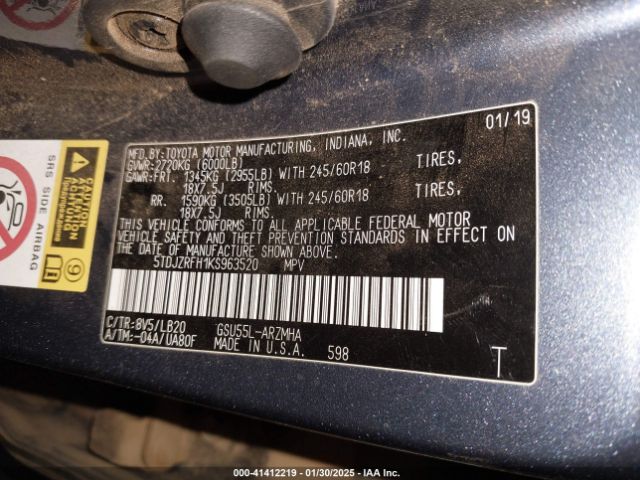 01/19
MFD.BY:TOYOTA MOTOR MANUFACTURING, INDIANA, INC.
GVWR:2720KG (6000LB)
GAWR:FRT. 1345KG (2955LB) WITH 245/60R18 TIRES,
18X7.5J RIMS.
RR. 1590KG (3505LB) WITH 245/60R18 TIRES,
18X7.5J RIMS.
THIS VEHICLE CONFORMS TO ALL APPLICABLE FEDERAL MOTOR
VEHICLE SAFETY AND THEFT PREVENTION STANDARDS IN EFFECT ON
THE DATE OF MANUFACTURE SHOWN ABOVE.
5TDJZRFH1KS963520 MPV
C/TR:8V5/LB20 GSU55L-ARZMHA
A/TM:-04A/UA80F MADE IN U.S.A. 598
T
SIDE AIRBAG
9
000-41412219 - 01/30/2025 - IAA Inc.